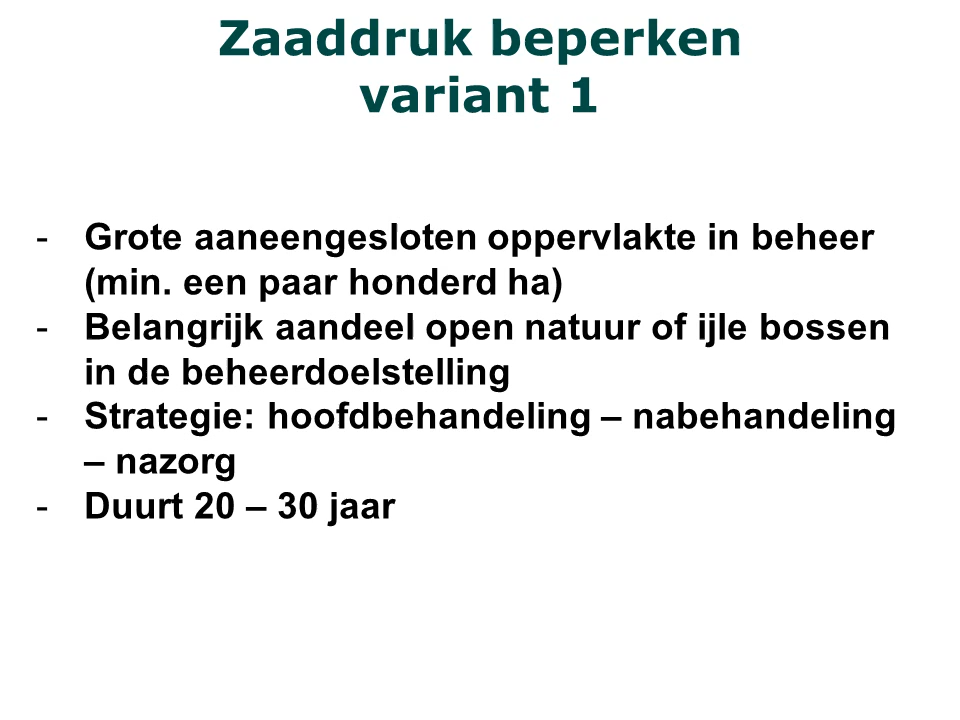 Zaaddruk beperken
variant 1
- Grote aaneengesloten oppervlakte in beheer
(min. een paar honderd ha)
- Belangrijk aandeel open natuur of ijle bossen
in de beheerdoelstelling
- Strategie: hoofdbehandeling – nabehandeling
– nazorg
- Duurt 20 – 30 jaar